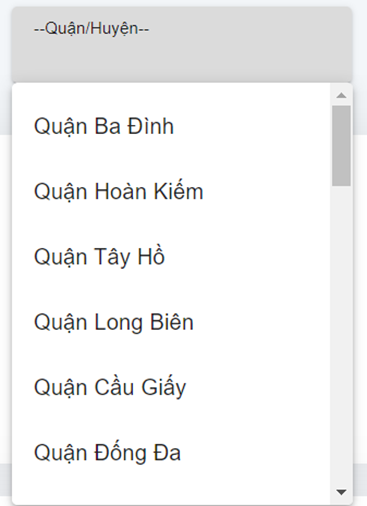 --Quận/Huyện--
Quận Ba Đình
Quận Hoàn Kiếm
Quận Tây Hồ
Quận Long Biên
Quận Cầu Giấy
Quận Đống Đa